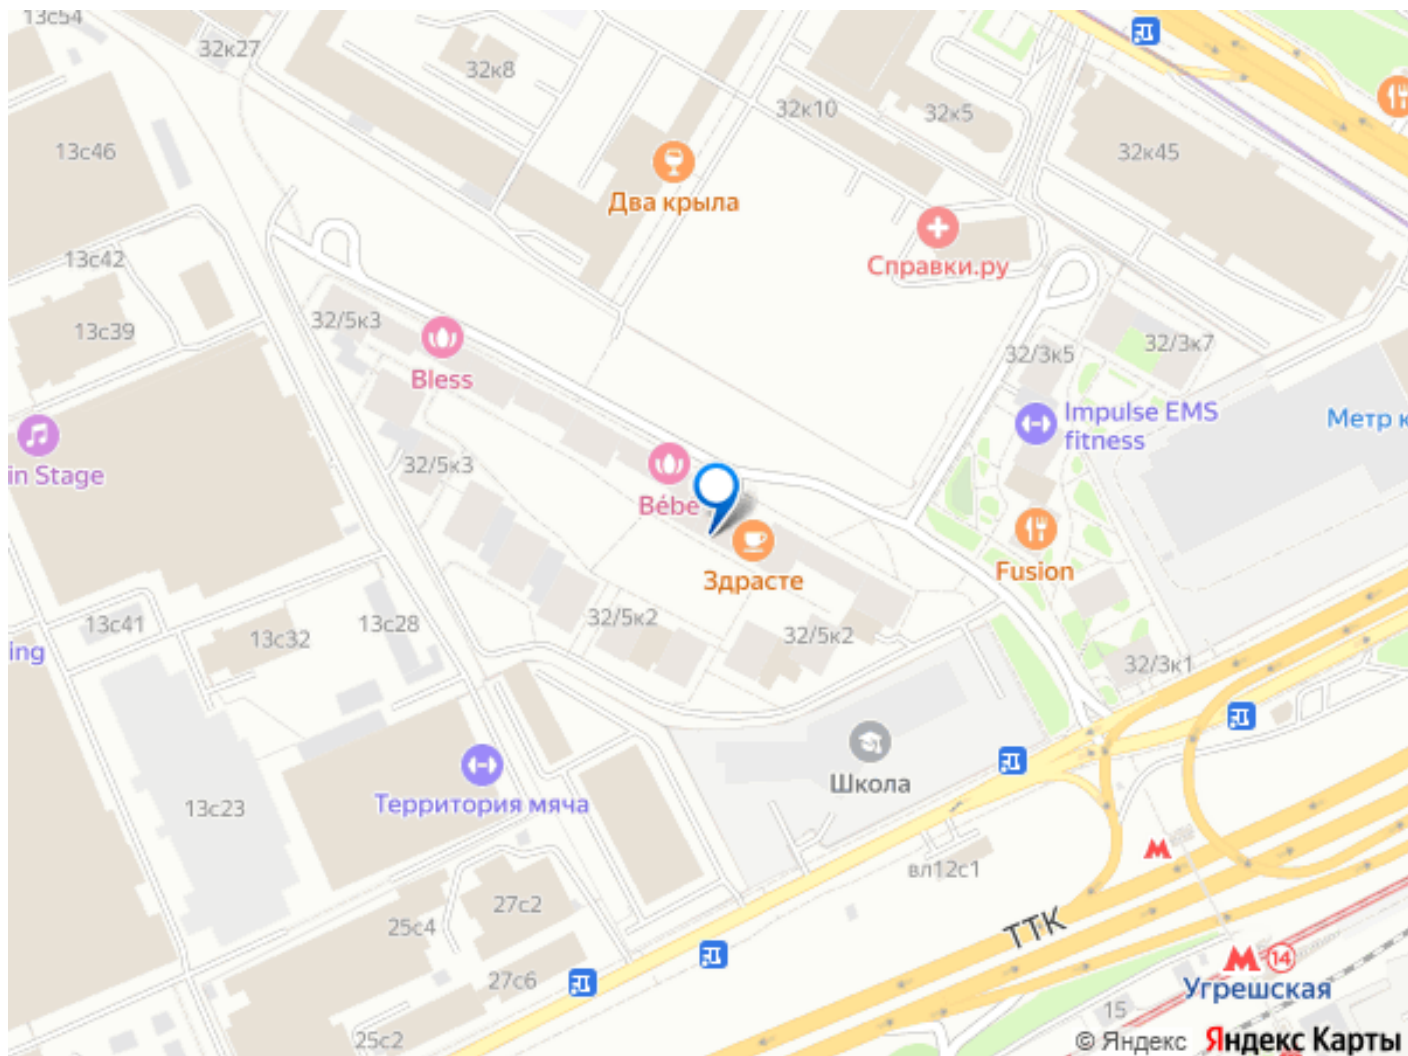 13с54
32к27
32к8
32к10
32к5
32к45
13с46
Два крыла
Справки.ру
13с42
13с39
32/5к3
Bless
32/3к5
32/3к7
Impulse EMS
fitness
Метр к
in Stage
32/5к3
Bébe
Здрасте
Fusion
13с41
13с32
13с28
32/5к2
32/5к2
32/3к1
ing
Школа
Территория мяча
13с23
вл12с1
27с2
25с4
ТТК
27с6
14
Угрешская
15
25с2
© Яндекс Яндекс Карты